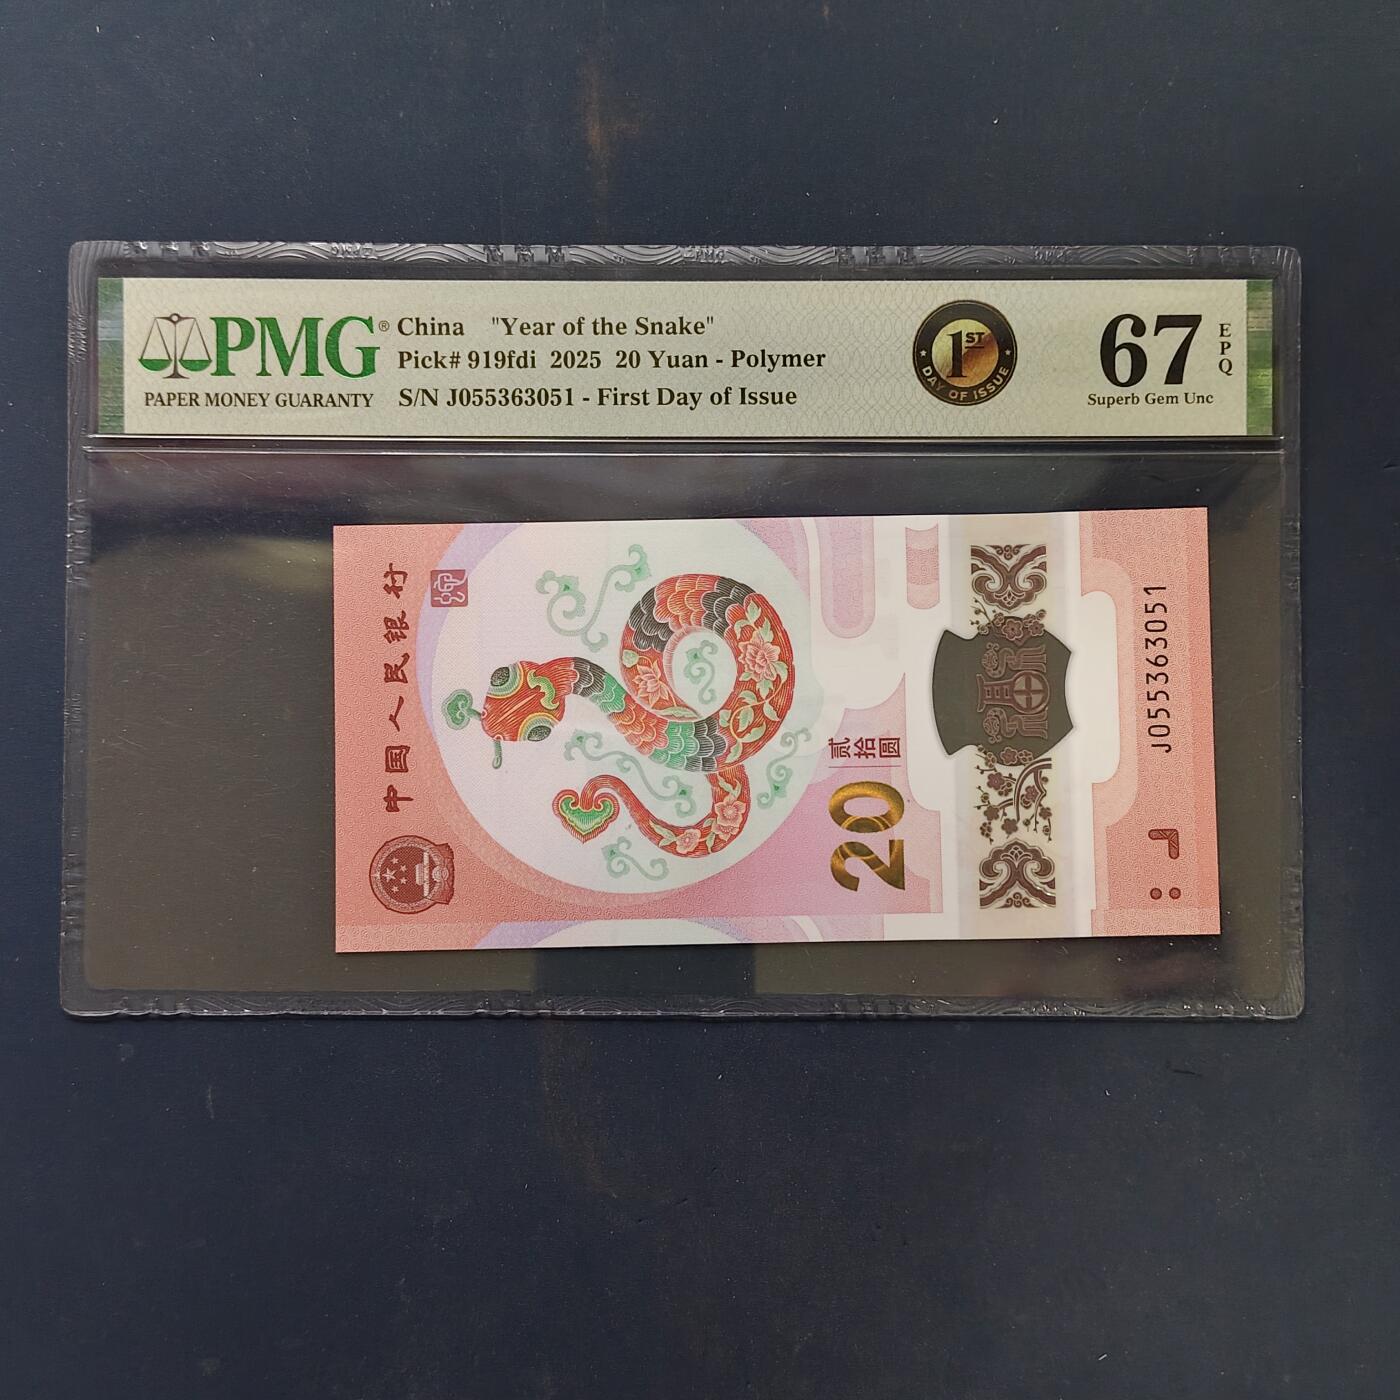 PMG®
PAPER MONEY GUARANTY
China "Year of the Snake"
Pick# 919fdi 2025 20 Yuan - Polymer
S/N J055363051 - First Day of Issue
1ST
DAY OF ISSUE
67
EPQ
Superb Gem Unc
中国人民银行
贰拾圆
20
J055363051